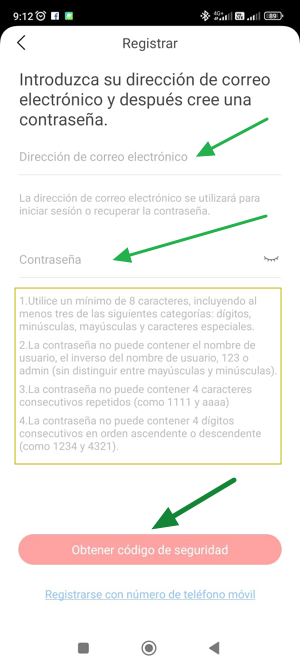 9:12
4G+
89
Registrar
Introduzca su dirección de correo
electrónico y después cree una
contraseña.
Dirección de correo electrónico
La dirección de correo electrónico se utilizará para
iniciar sesión o recuperar la contraseña.
Contraseña
1.Utilice un mínimo de 8 caracteres, incluyendo al
menos tres de las siguientes categorías: dígitos,
minúsculas, mayúsculas y caracteres especiales.
2.La contraseña no puede contener el nombre de
usuario, el inverso del nombre de usuario, 123 o
admin (sin distinguir entre mayúsculas y minúsculas).
3.La contraseña no puede contener 4 caracteres
consecutivos repetidos (como 1111 y aaaa)
4.La contraseña no puede contener 4 dígitos
consecutivos en orden ascendente o descendente
(como 1234 y 4321).
Obtener código de seguridad
Registrarse con número de teléfono móvil